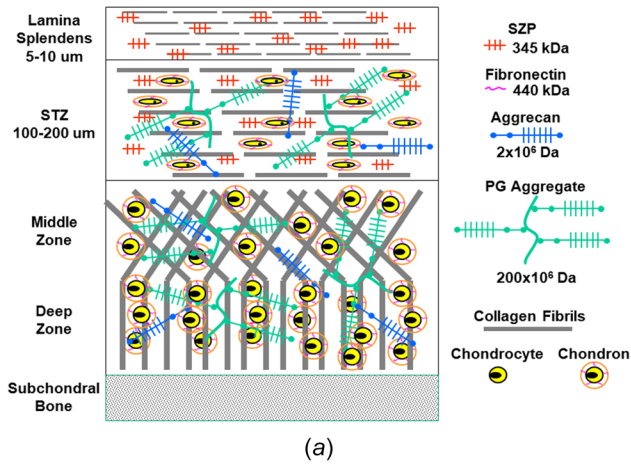 Lamina
Splendens
5-10 um
STZ
100-200 um
Middle
Zone
Deep
Zone
Subchondral
Bone
SZP
345 kDa
Fibronectin
440 kDa
Aggrecan
2x10⁶ Da
PG Aggregate
200x10⁶ Da
Collagen Fibrils
Chondrocyte Chondron
(a)